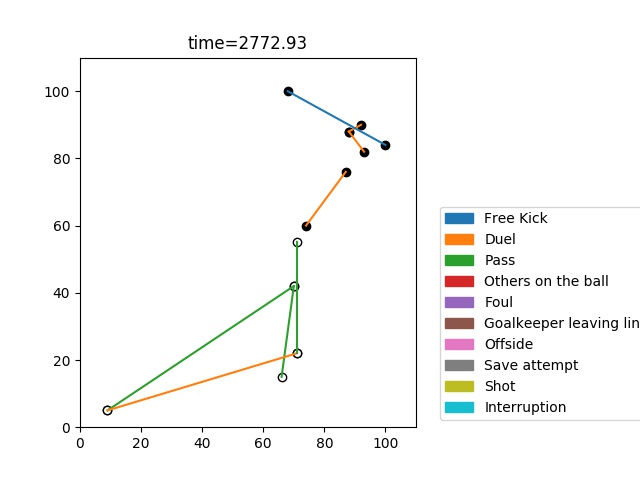 time=2772.93
100
80
60
40
20
0
0 20 40 60 80 100
Free Kick
Duel
Pass
Others on the ball
Foul
Goalkeeper leaving lin
Offside
Save attempt
Shot
Interruption